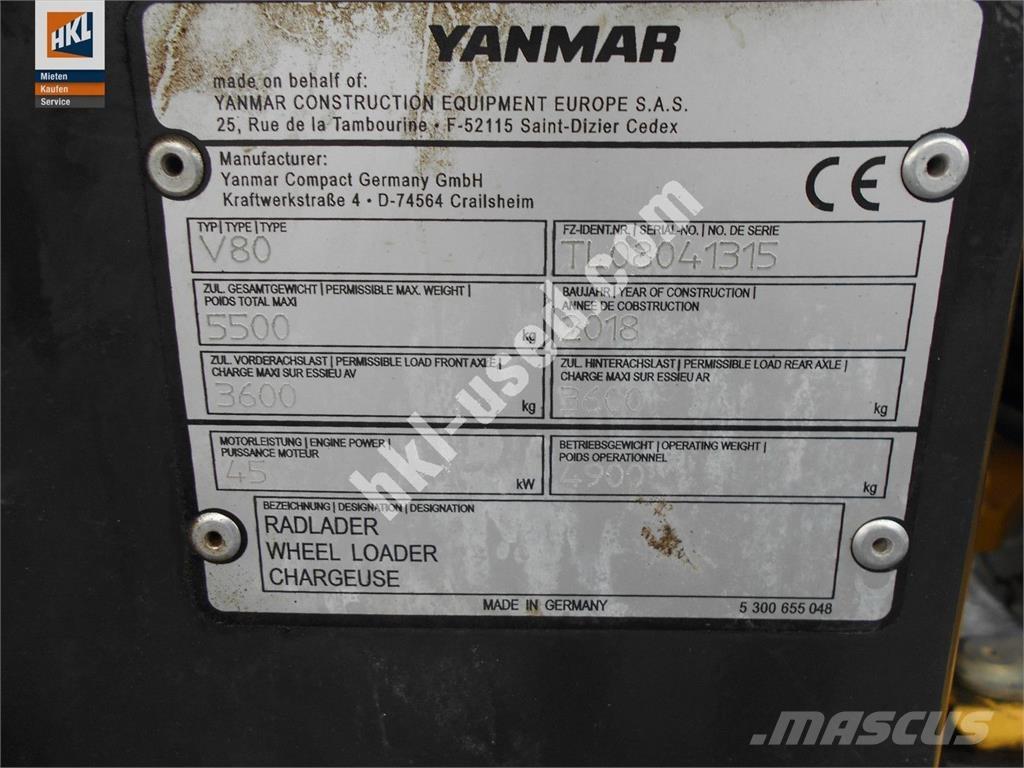 HKL
Mieten
Kaufen
Service
YANMAR
made on behalf of:
YANMAR CONSTRUCTION EQUIPMENT EUROPE S.A.S.
25, Rue de la Tambourine • F-52115 Saint-Dizier Cedex
Manufacturer:
Yanmar Compact Germany GmbH
Kraftwerkstraße 4 • D-74564 Crailsheim
CE
TYP | TYPE | TYPE
V80
FZ-IDENT.NR. | SERIAL-NO. | NO. DE SERIE
ZUL. GESAMTGEWICHT | PERMISSIBLE MAX. WEIGHT |
POIDS TOTAL MAXI
5500 kg
BAUJAHR | YEAR OF CONSTRUCTION |
ANNEE DE COBSTRUCTION
2018
ZUL. VORDERACHSLAST | PERMISSIBLE LOAD FRONT AXLE |
CHARGE MAXI SUR ESSIEU AV
3600 kg
ZUL. HINTERACHSLAST | PERMISSIBLE LOAD REAR AXLE |
CHARGE MAXI SUR ESSIEU AR
3600 kg
MOTORLEISTUNG | ENGINE POWER |
PUISSANCE MOTEUR
45 kW
BETRIEBSGEWICHT | OPERATING WEIGHT |
POIDS OPERATIONNEL
4900 kg
BEZEICHNUNG | DESIGNATION | DESIGNATION
RADLADER
WHEEL LOADER
CHARGEUSE
MADE IN GERMANY 5 300 655 048
hkl-used.com
MASCUS